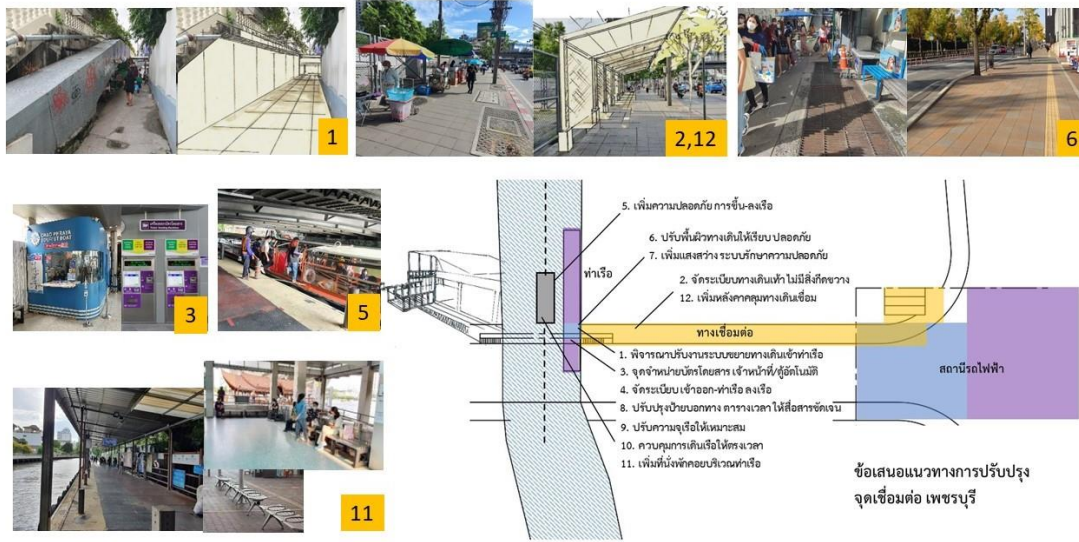 1
2,12
6
3
5
11
5. เพิ่มความปลอดภัย การขึ้น-ลงเรือ
6. ปรับพื้นผิวทางเดินให้เรียบ ปลอดภัย
7. เพิ่มแสงสว่าง ระบบรักษาความปลอดภัย
ท่าเรือ
2. จัดระเบียบทางเดินเท้า ไม่มีสิ่งกีดขวาง
12. เพิ่มหลังคาคลุมทางเดินเชื่อม
ทางเชื่อมต่อ
1. พิจารณาปรับงานระบบขยายทางเดินเข้าท่าเรือ
3. จุดจำหน่ายบัตรโดยสาร เจ้าหน้าที่/ตู้อัตโนมัติ
4. จัดระเบียบ เข้าออก-ท่าเรือ ลงเรือ
8. ปรับปรุงป้ายบอกทาง ตารางเวลา ให้สื่อสารชัดเจน
9. ปรับความจุเรือให้เหมาะสม
10. ควบคุมการเดินเรือให้ตรงเวลา
11. เพิ่มที่นั่งพักคอยบริเวณท่าเรือ
สถานีรถไฟฟ้า
ข้อเสนอแนวทางการปรับปรุง
จุดเชื่อมต่อ เพชรบุรี